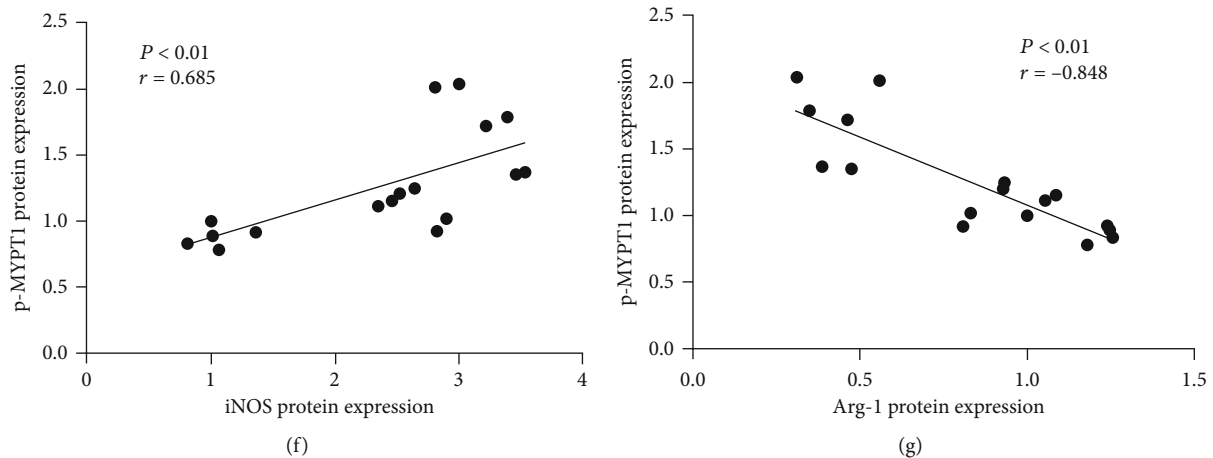 2.5
2.0
1.5
1.0
0.5
0.0
p-MYPT1 protein expression
P < 0.01
r = 0.685
0 1 2 3 4
iNOS protein expression
(f)
2.5
2.0
1.5
1.0
0.5
0.0
p-MYPT1 protein expression
P < 0.01
r = –0.848
0.0 0.5 1.0 1.5
Arg-1 protein expression
(g)